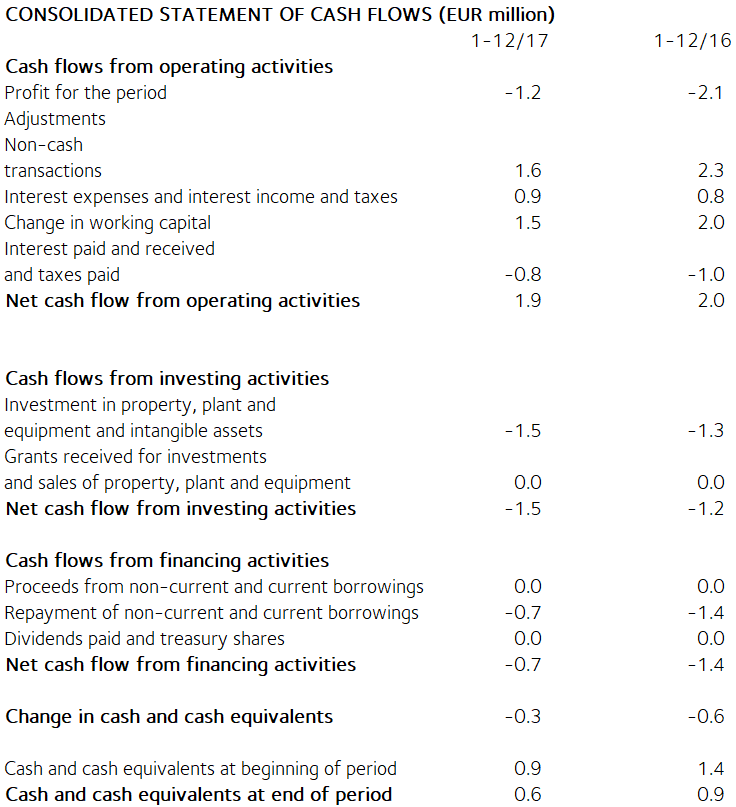 CONSOLIDATED STATEMENT OF CASH FLOWS (EUR million)
1-12/17 1-12/16
Cash flows from operating activities
Profit for the period -1.2 -2.1
Adjustments
Non-cash
transactions 1.6 2.3
Interest expenses and interest income and taxes 0.9 0.8
Change in working capital 1.5 2.0
Interest paid and received
and taxes paid -0.8 -1.0
Net cash flow from operating activities 1.9 2.0
Cash flows from investing activities
Investment in property, plant and
equipment and intangible assets -1.5 -1.3
Grants received for investments
and sales of property, plant and equipment 0.0 0.0
Net cash flow from investing activities -1.5 -1.2
Cash flows from financing activities
Proceeds from non-current and current borrowings 0.0 0.0
Repayment of non-current and current borrowings -0.7 -1.4
Dividends paid and treasury shares 0.0 0.0
Net cash flow from financing activities -0.7 -1.4
Change in cash and cash equivalents -0.3 -0.6
Cash and cash equivalents at beginning of period 0.9 1.4
Cash and cash equivalents at end of period 0.6 0.9